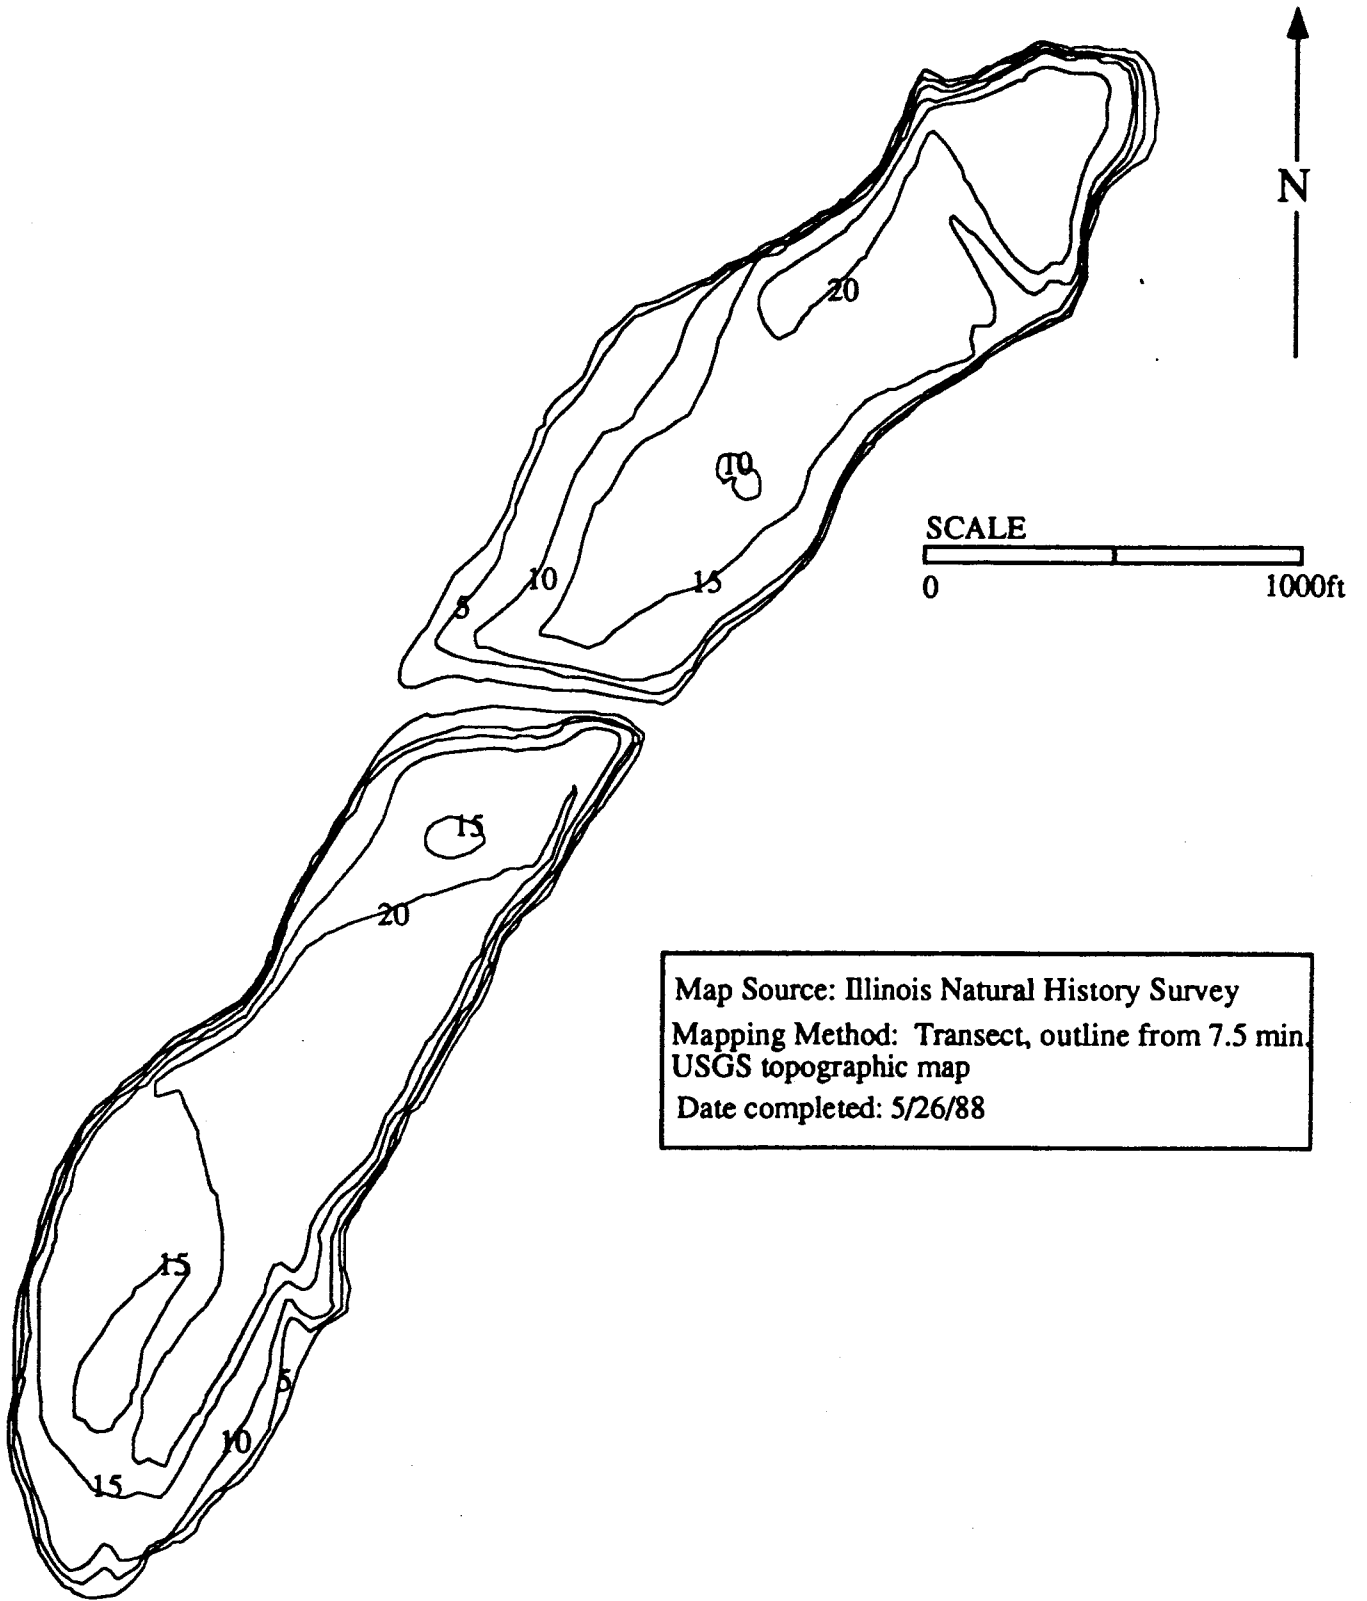 N
20
10
SCALE
0 1000ft
10
15
5
15
20
Map Source: Illinois Natural History Survey
Mapping Method: Transect, outline from 7.5 min.
USGS topographic map
Date completed: 5/26/88
15
5
10
15